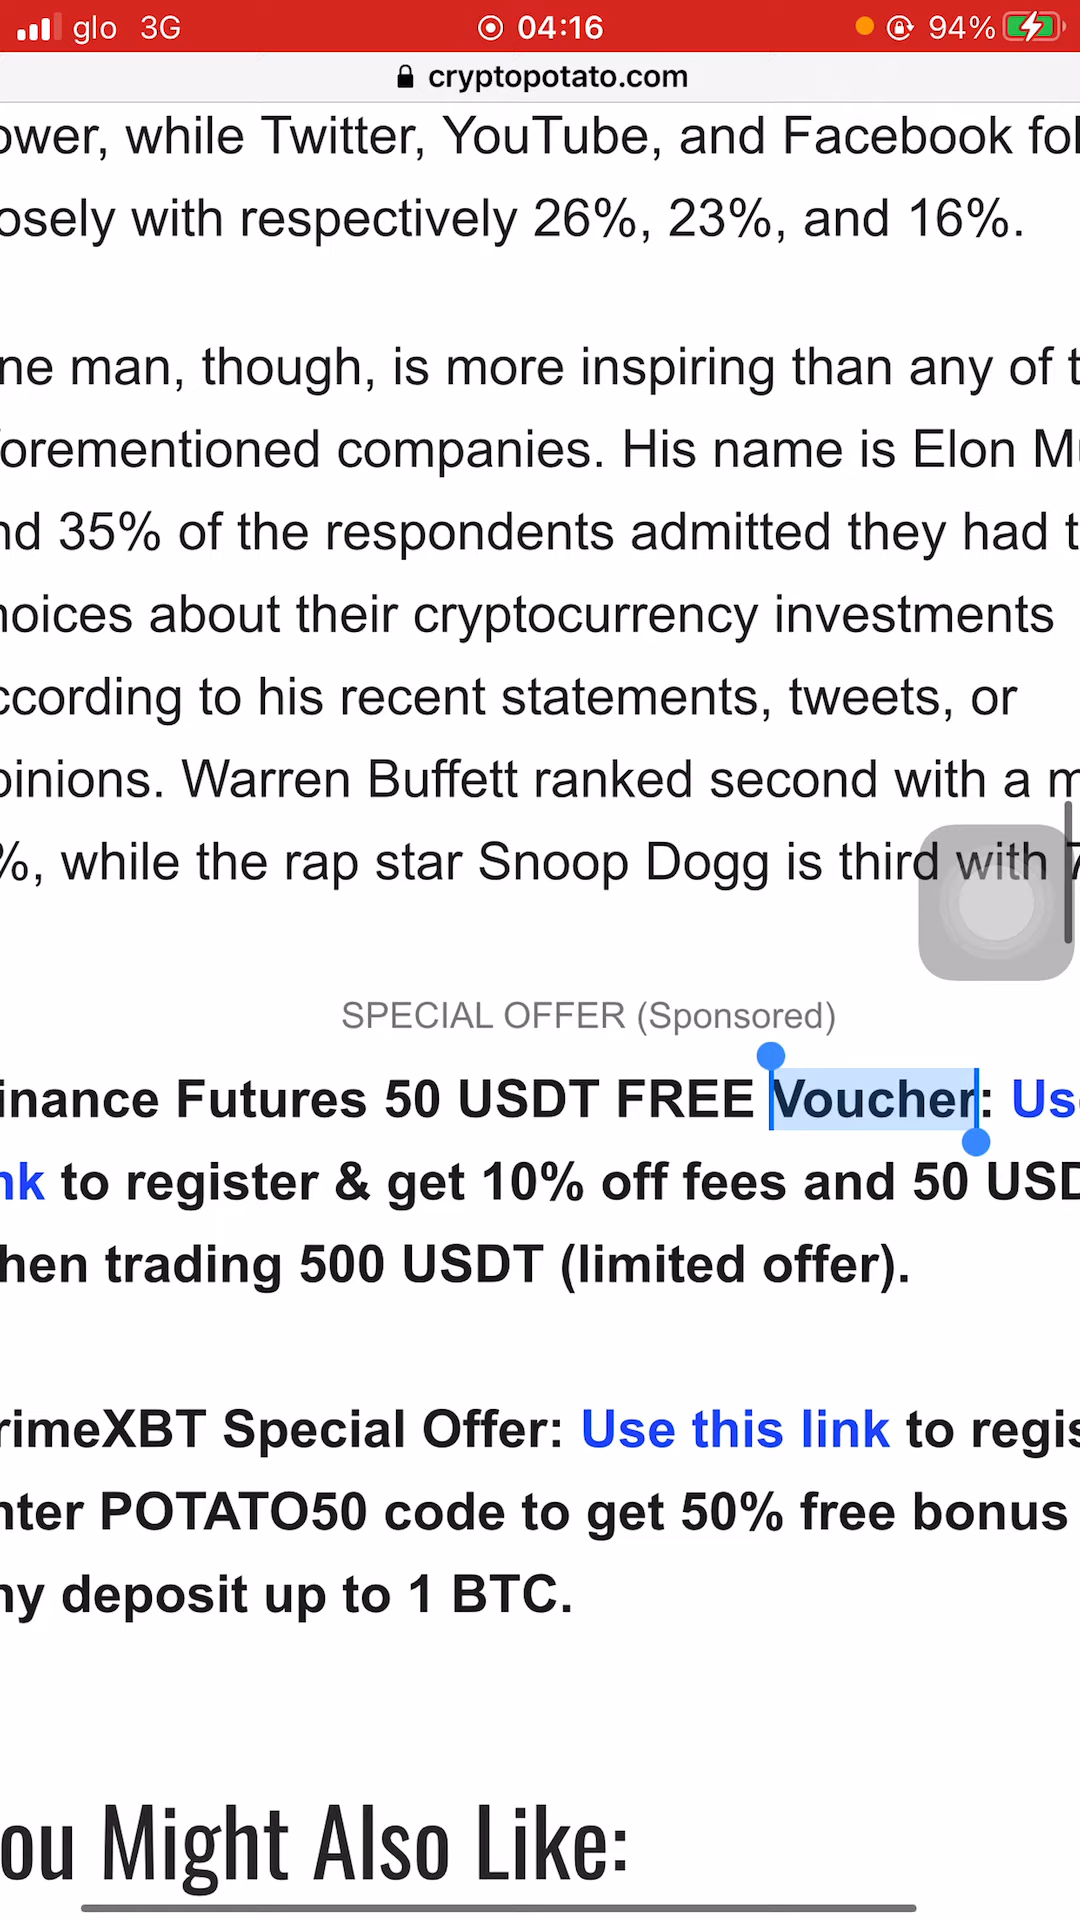 glo 3G 04:16 94%
cryptopotato.com
ower, while Twitter, YouTube, and Facebook fol
osely with respectively 26%, 23%, and 16%.
ne man, though, is more inspiring than any of t
forementioned companies. His name is Elon Mu
nd 35% of the respondents admitted they had t
hoices about their cryptocurrency investments
ccording to his recent statements, tweets, or
pinions. Warren Buffett ranked second with a m
%, while the rap star Snoop Dogg is third with 7
SPECIAL OFFER (Sponsored)
inance Futures 50 USDT FREE Voucher: Use
nk to register & get 10% off fees and 50 USD
hen trading 500 USDT (limited offer).
rimeXBT Special Offer: Use this link to regis
nter POTATO50 code to get 50% free bonus
ny deposit up to 1 BTC.
ou Might Also Like: